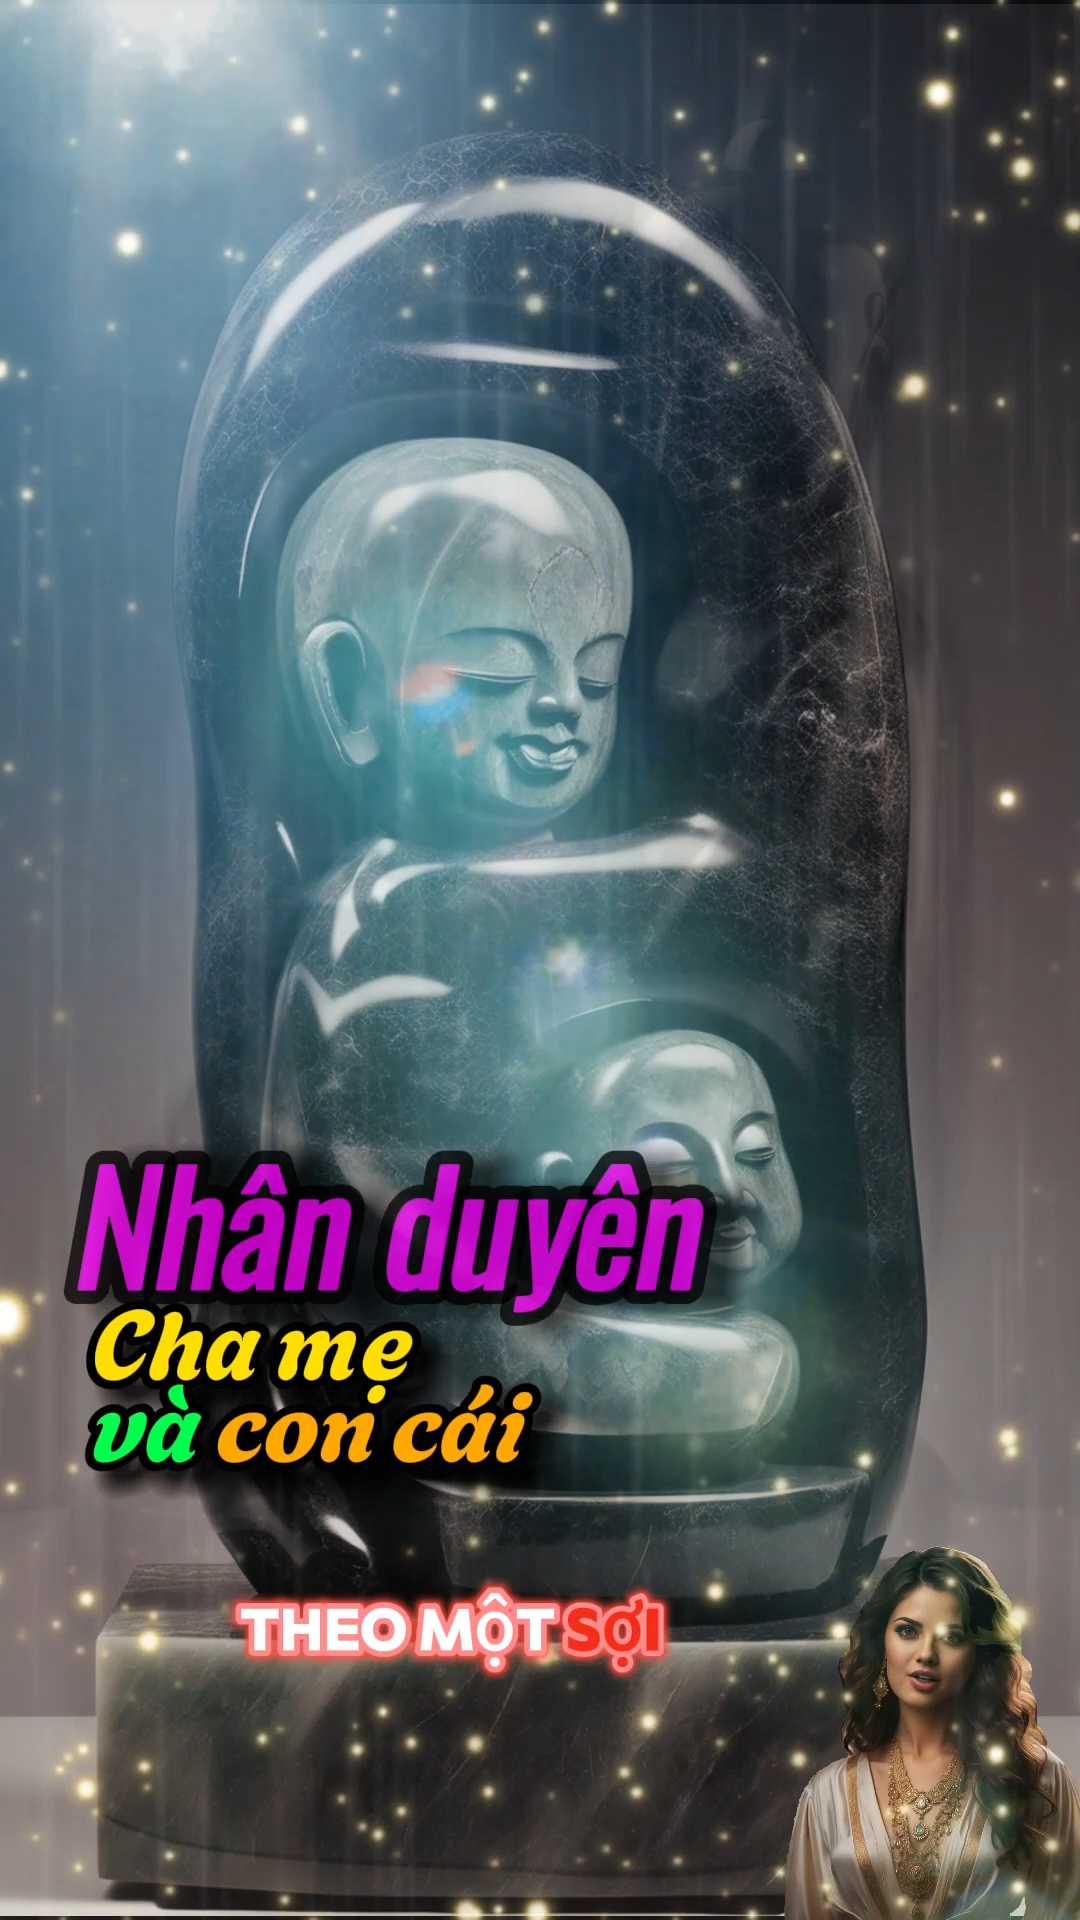 Nhân duyên
Cha mẹ
và con cái
THEO MỘT SỢI